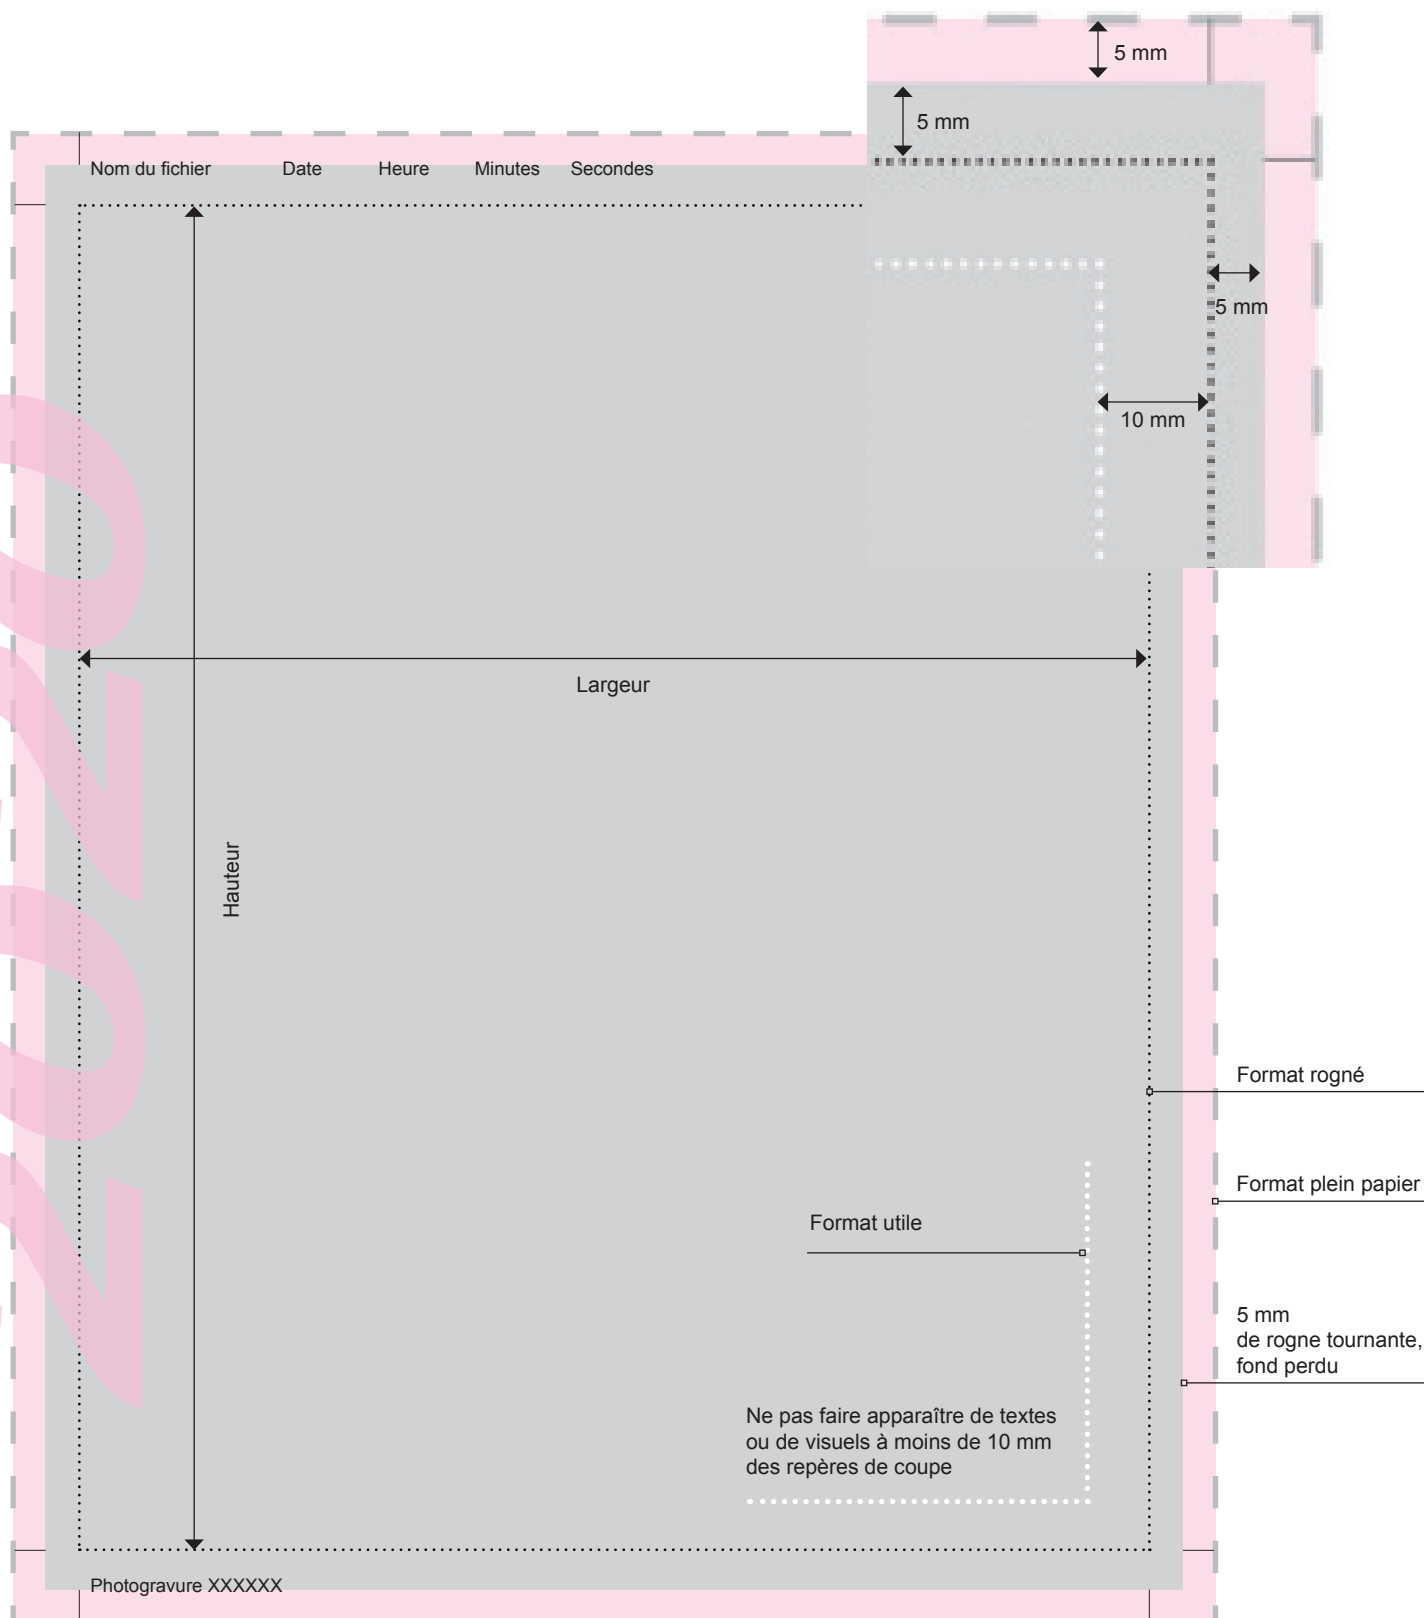 5 mm
5 mm
Nom du fichier Date Heure Minutes Secondes
5 mm
10 mm
Largeur
Hauteur
Format rogné
Format plein papier
Format utile
5 mm
de rogne tournante,
fond perdu
Ne pas faire apparaître de textes
ou de visuels à moins de 10 mm
des repères de coupe
Photogravure XXXXXX
2020